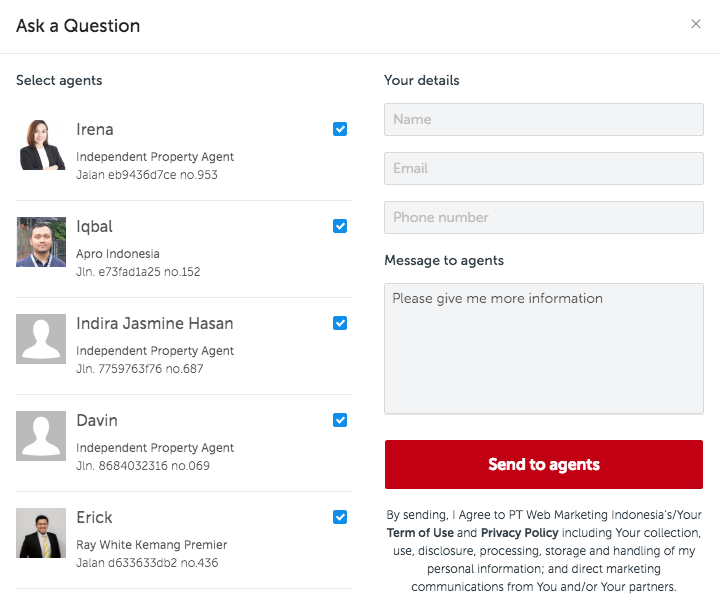 Ask a Question
Select agents
Irena
Independent Property Agent
Jalan eb9436d7ce no.953
Iqbal
Apro Indonesia
Jln. e73fad1a25 no.152
Indira Jasmine Hasan
Independent Property Agent
Jln. 7759763f76 no.687
Davin
Independent Property Agent
Jln. 8684032316 no.069
Erick
Ray White Kemang Premier
Jalan d633633db2 no.436
Your details
Name
Email
Phone number
Message to agents
Please give me more information
Send to agents
By sending, I Agree to PT Web Marketing Indonesia's/Your
Term of Use and Privacy Policy including Your collection,
use, disclosure, processing, storage and handling of my
personal information; and direct marketing
communications from You and/or Your partners.